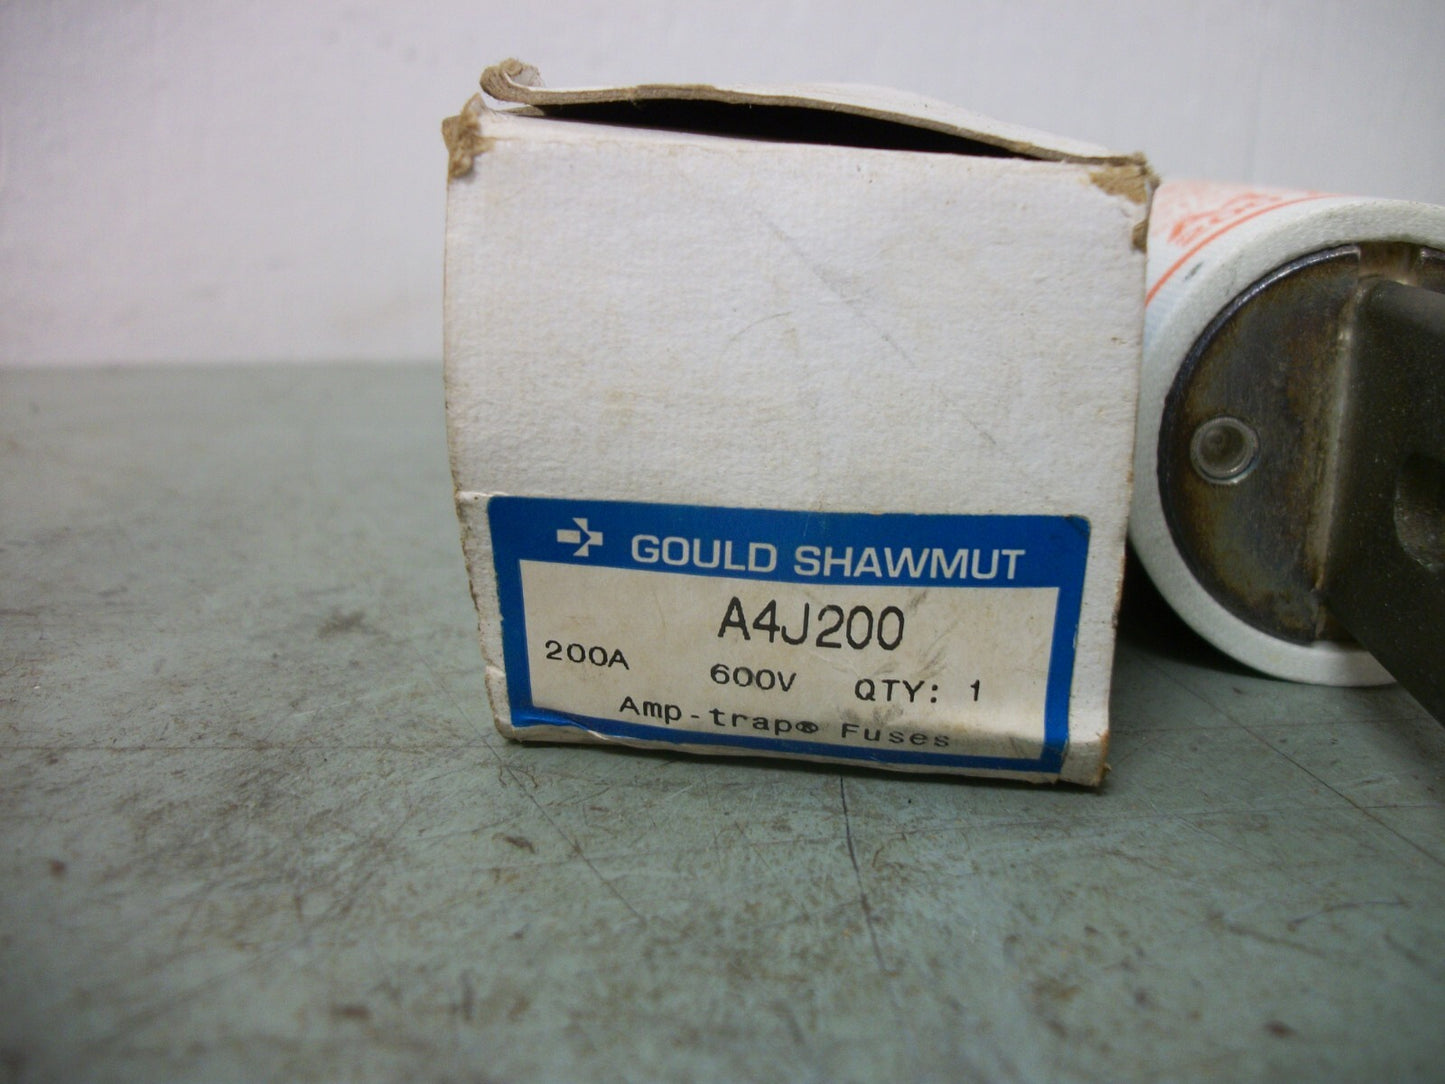 GOULD SHAWMUT
A4J200
200A 600V QTY: 1
Amp-trap® Fuses